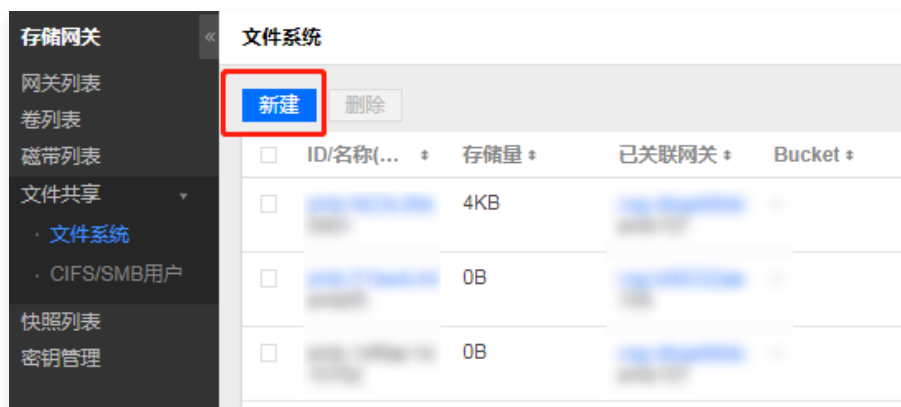 存储网关 «
网关列表
卷列表
磁带列表
文件共享
· 文件系统
· CIFS/SMB用户
快照列表
密钥管理
文件系统
新建 删除
ID/名称(... 存储量 已关联网关 Bucket
4KB
0B
0B